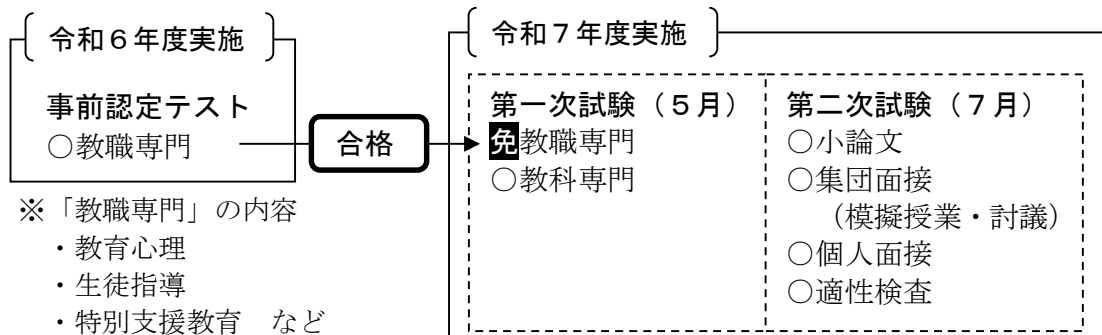 令和６年度実施
事前認定テスト
○教職専門
※「教職専門」の内容
・教育心理
・生徒指導
・特別支援教育　など
合格
令和７年度実施
第一次試験（５月）
免教職専門
○教科専門
第二次試験（７月）
○小論文
○集団面接
（模擬授業・討議）
○個人面接
○適性検査